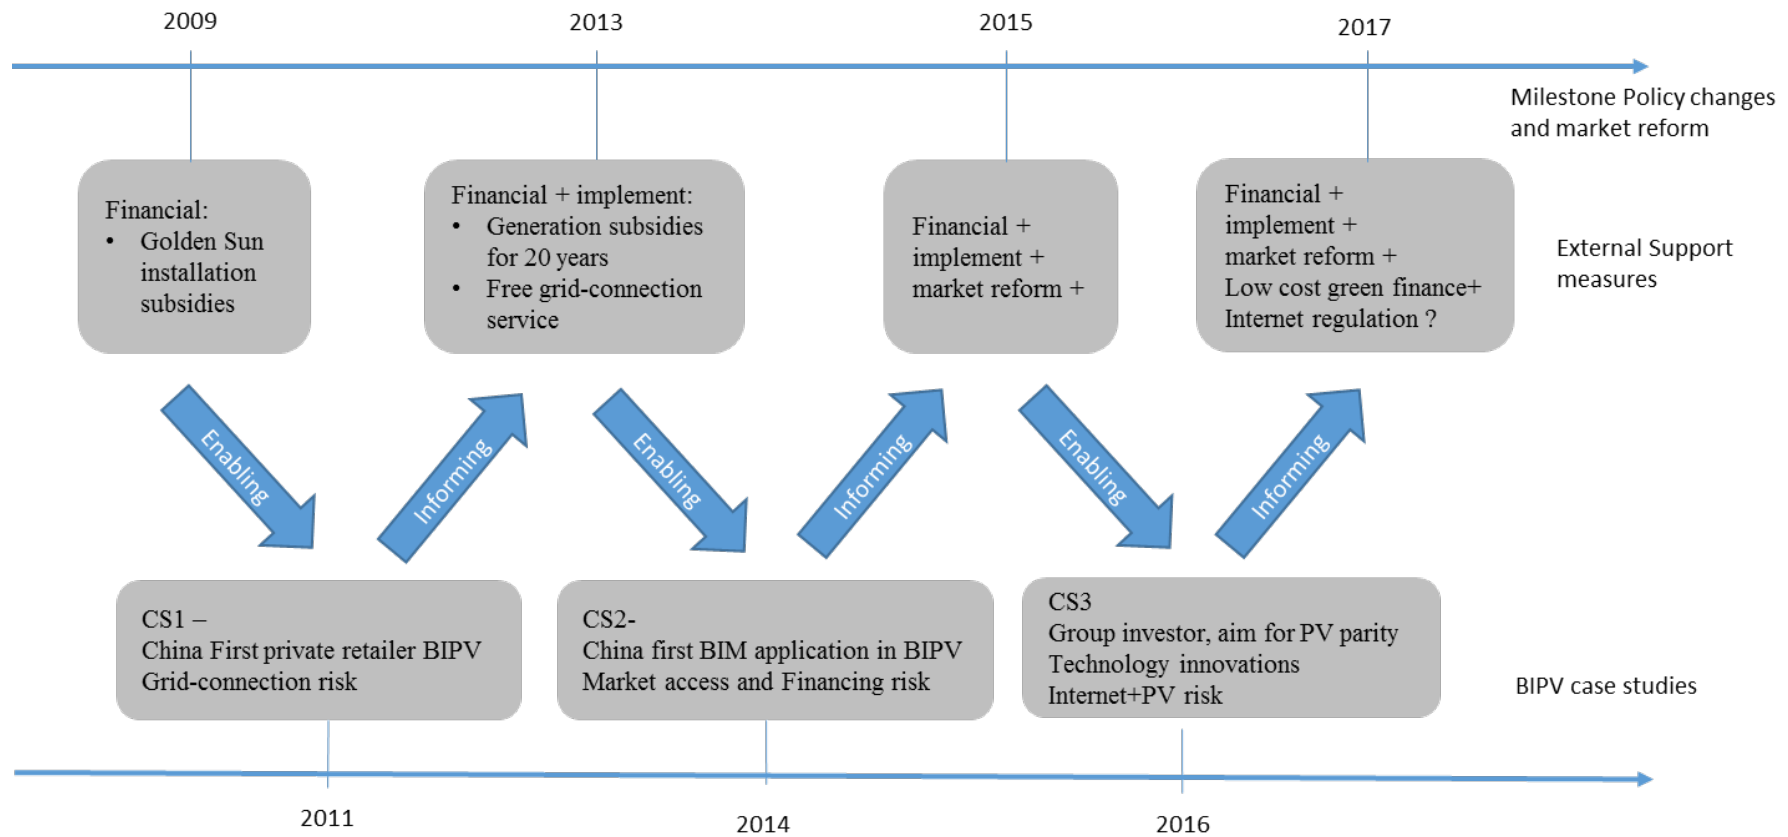 2009
2013
2015
2017
Milestone Policy changes
and market reform
Financial:
• Golden Sun
installation
subsidies
Financial + implement:
• Generation subsidies
for 20 years
• Free grid-connection
service
Financial +
implement +
market reform +
Financial +
implement +
market reform +
Low cost green finance+
Internet regulation ?
External Support
measures
Enabling
Informing
Enabling
Informing
Enabling
Informing
CS1 –
China First private retailer BIPV
Grid-connection risk
CS2-
China first BIM application in BIPV
Market access and Financing risk
CS3
Group investor, aim for PV parity
Technology innovations
Internet+PV risk
BIPV case studies
2011
2014
2016